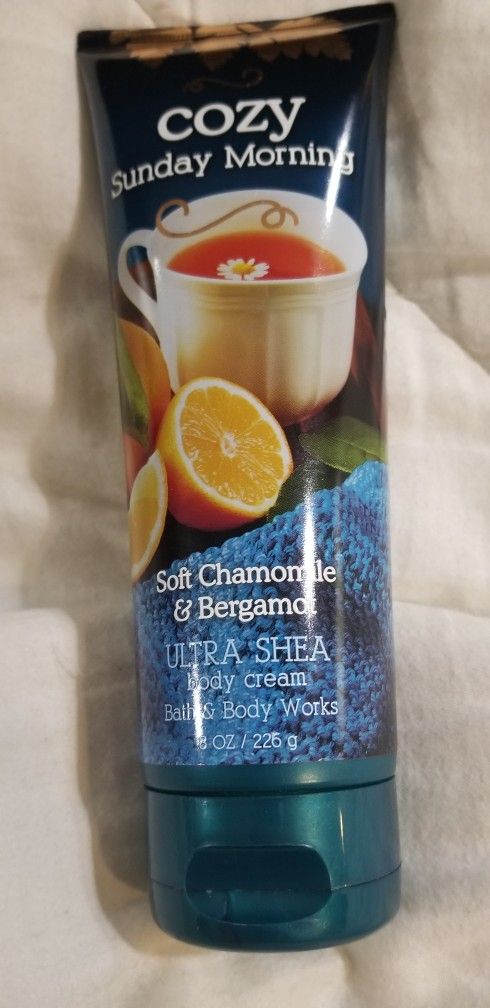 cozy
Sunday Morning
Soft Chamomile
& Bergamot
ULTRA SHEA
body cream
Bath & Body Works
8 OZ / 226 g